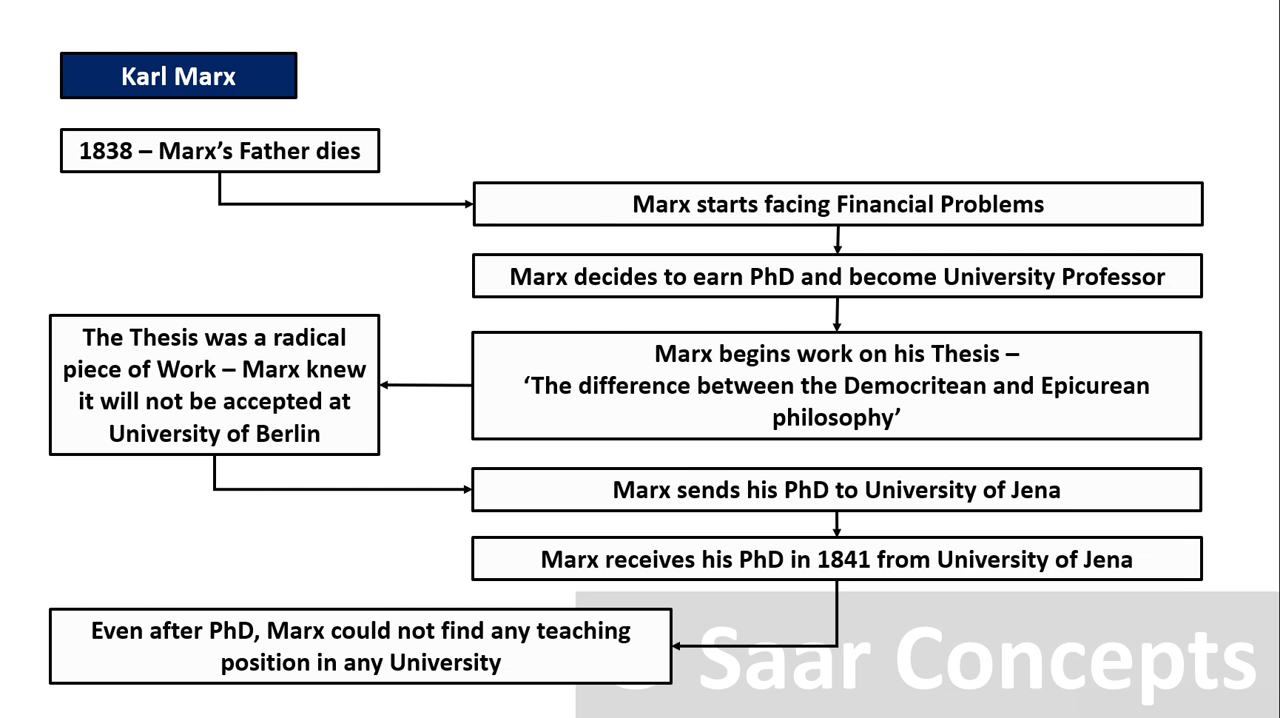 Karl Marx
1838 – Marx’s Father dies
Marx starts facing Financial Problems
Marx decides to earn PhD and become University Professor
Marx begins work on his Thesis –
‘The difference between the Democritean and Epicurean
philosophy’
The Thesis was a radical
piece of Work – Marx knew
it will not be accepted at
University of Berlin
Marx sends his PhD to University of Jena
Marx receives his PhD in 1841 from University of Jena
Even after PhD, Marx could not find any teaching
position in any University
Saar Concepts